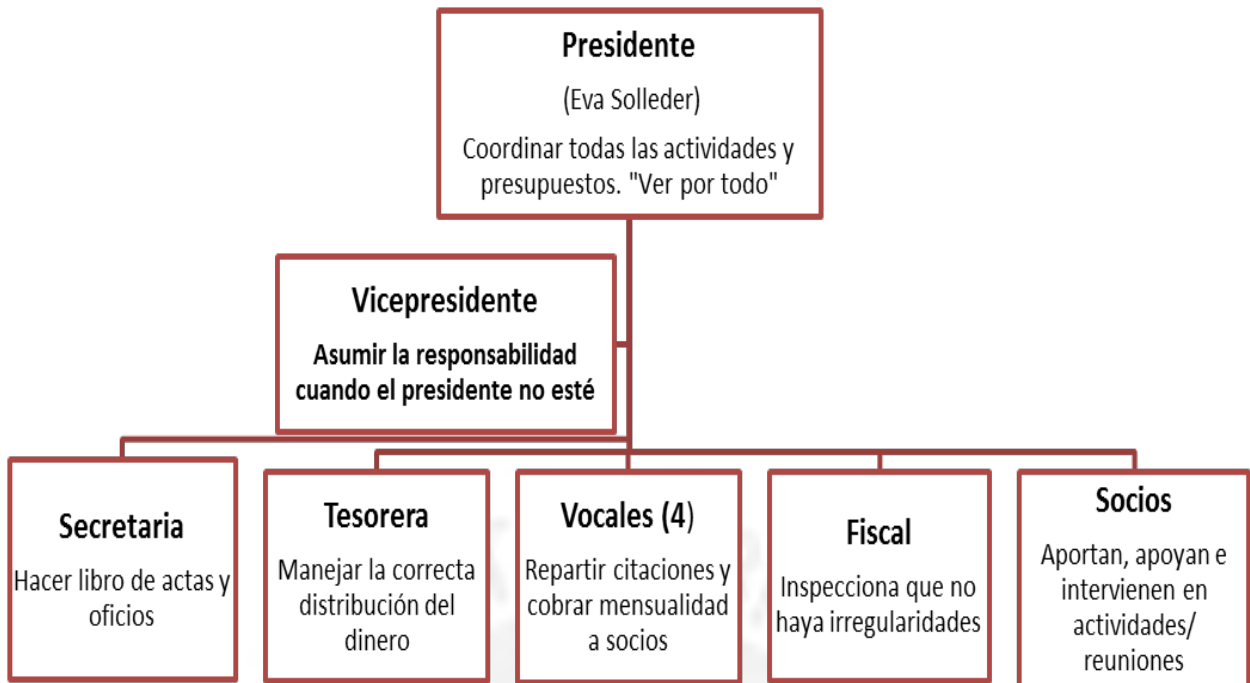 Presidente
(Eva Solleder)
Coordinar todas las actividades y
presupuestos. "Ver por todo"
Vicepresidente
Asumir la responsabilidad
cuando el presidente no esté
Secretaria
Hacer libro de actas y
oficios
Tesorera
Manejar la correcta
distribución del
dinero
Vocales (4)
Repartir citaciones y
cobrar mensualidad
a socios
Fiscal
Inspecciona que no
haya irregularidades
Socios
Aportan, apoyan e
intervienen en
actividades/
reuniones